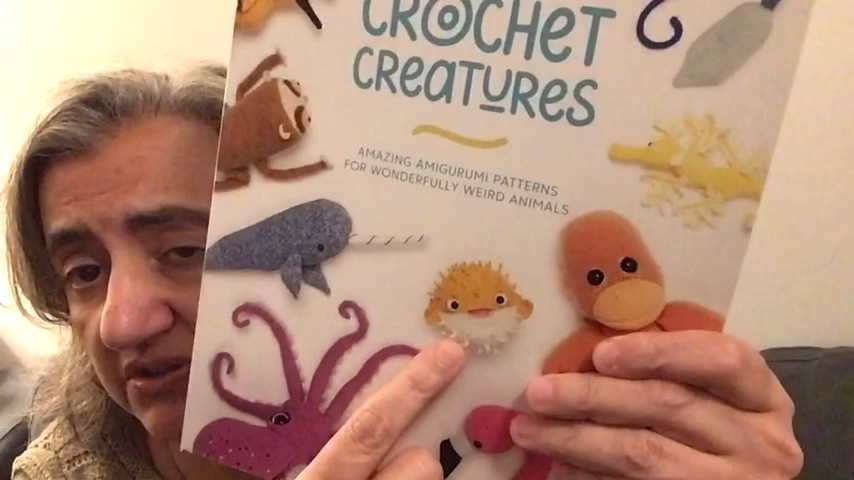 CROCHET
CREATURES
AMAZING AMIGURUMI PATTERNS
FOR WONDERFULLY WEIRD ANIMALS